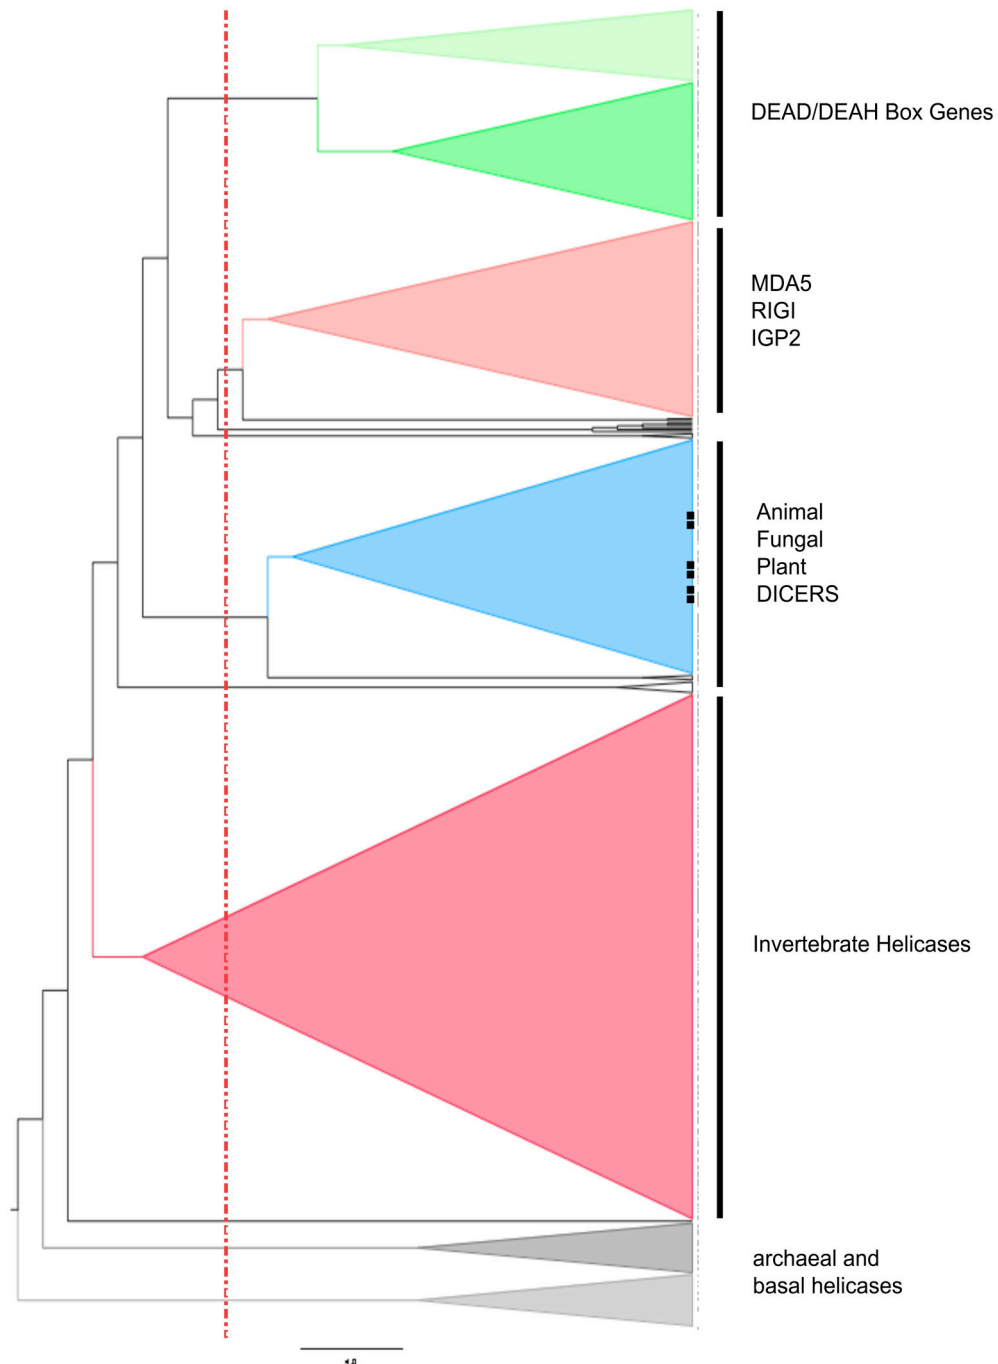 DEAD/DEAH Box Genes
MDA5
RIGI
IGP2
Animal
Fungal
Plant
DICERS
Invertebrate Helicases
archaeal and
basal helicases